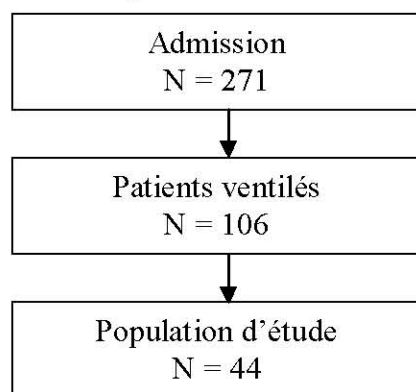 Admission
N = 271
Patients ventilés
N = 106
Population d'étude
N = 44